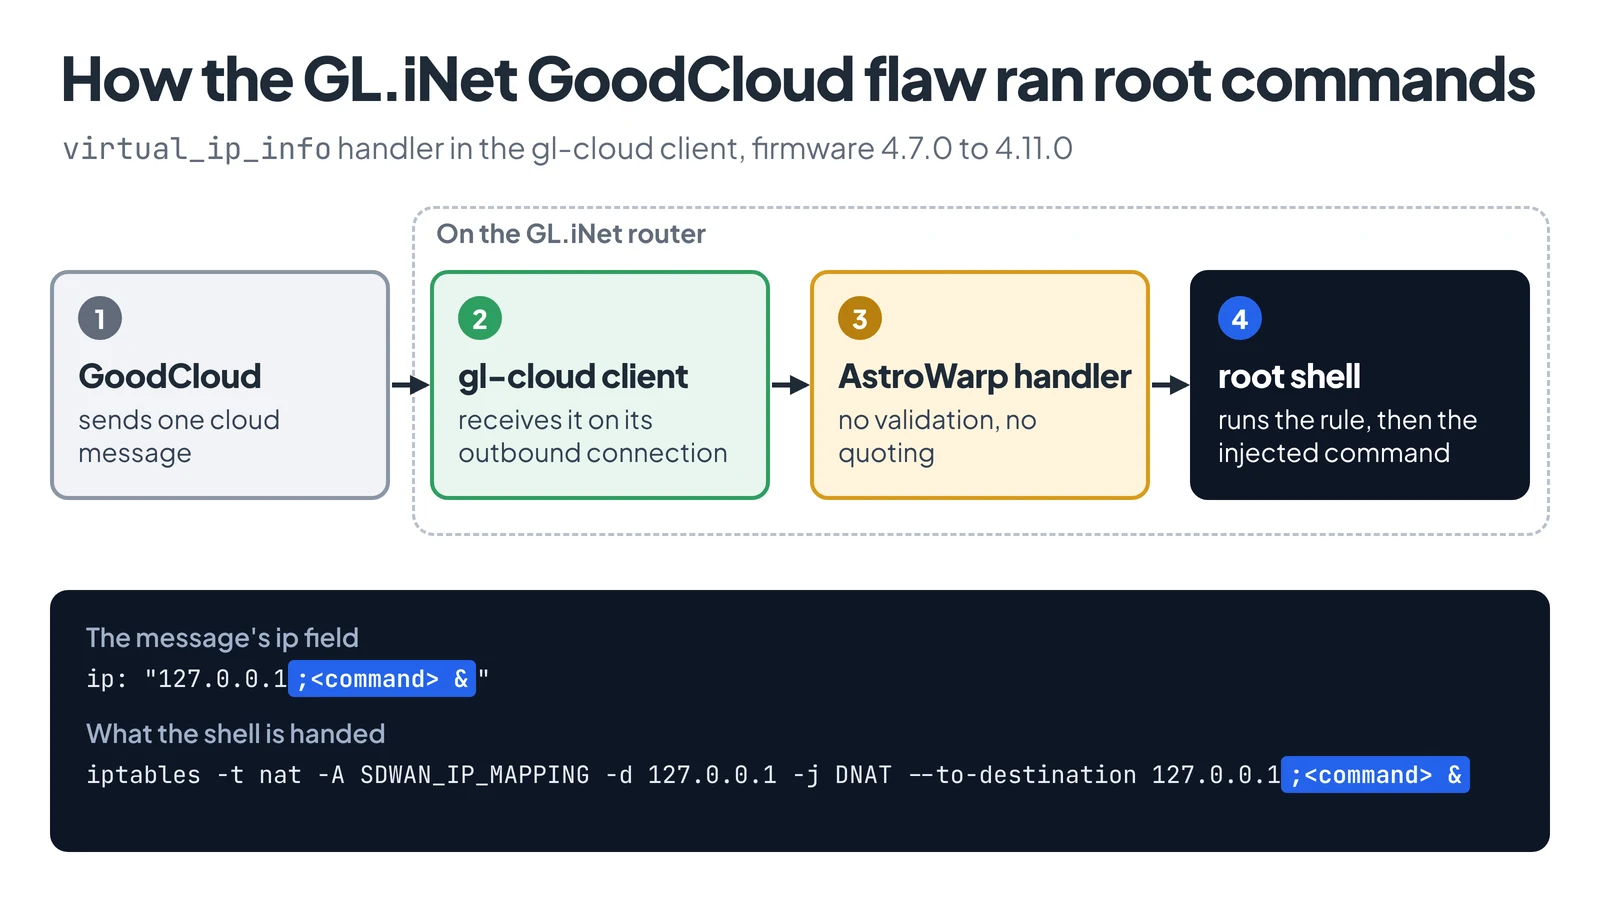 How the GL.iNet GoodCloud flaw ran root commands
virtual_ip_info handler in the gl-cloud client, firmware 4.7.0 to 4.11.0
On the GL.iNet router
1
GoodCloud
sends one cloud
message
2
gl-cloud client
receives it on its
outbound connection
3
AstroWarp handler
no validation, no
quoting
4
root shell
runs the rule, then the
injected command
The message's ip field
ip: "127.0.0.1;<command> &"
What the shell is handed
iptables -t nat -A SDWAN_IP_MAPPING -d 127.0.0.1 -j DNAT --to-destination 127.0.0.1;<command> &